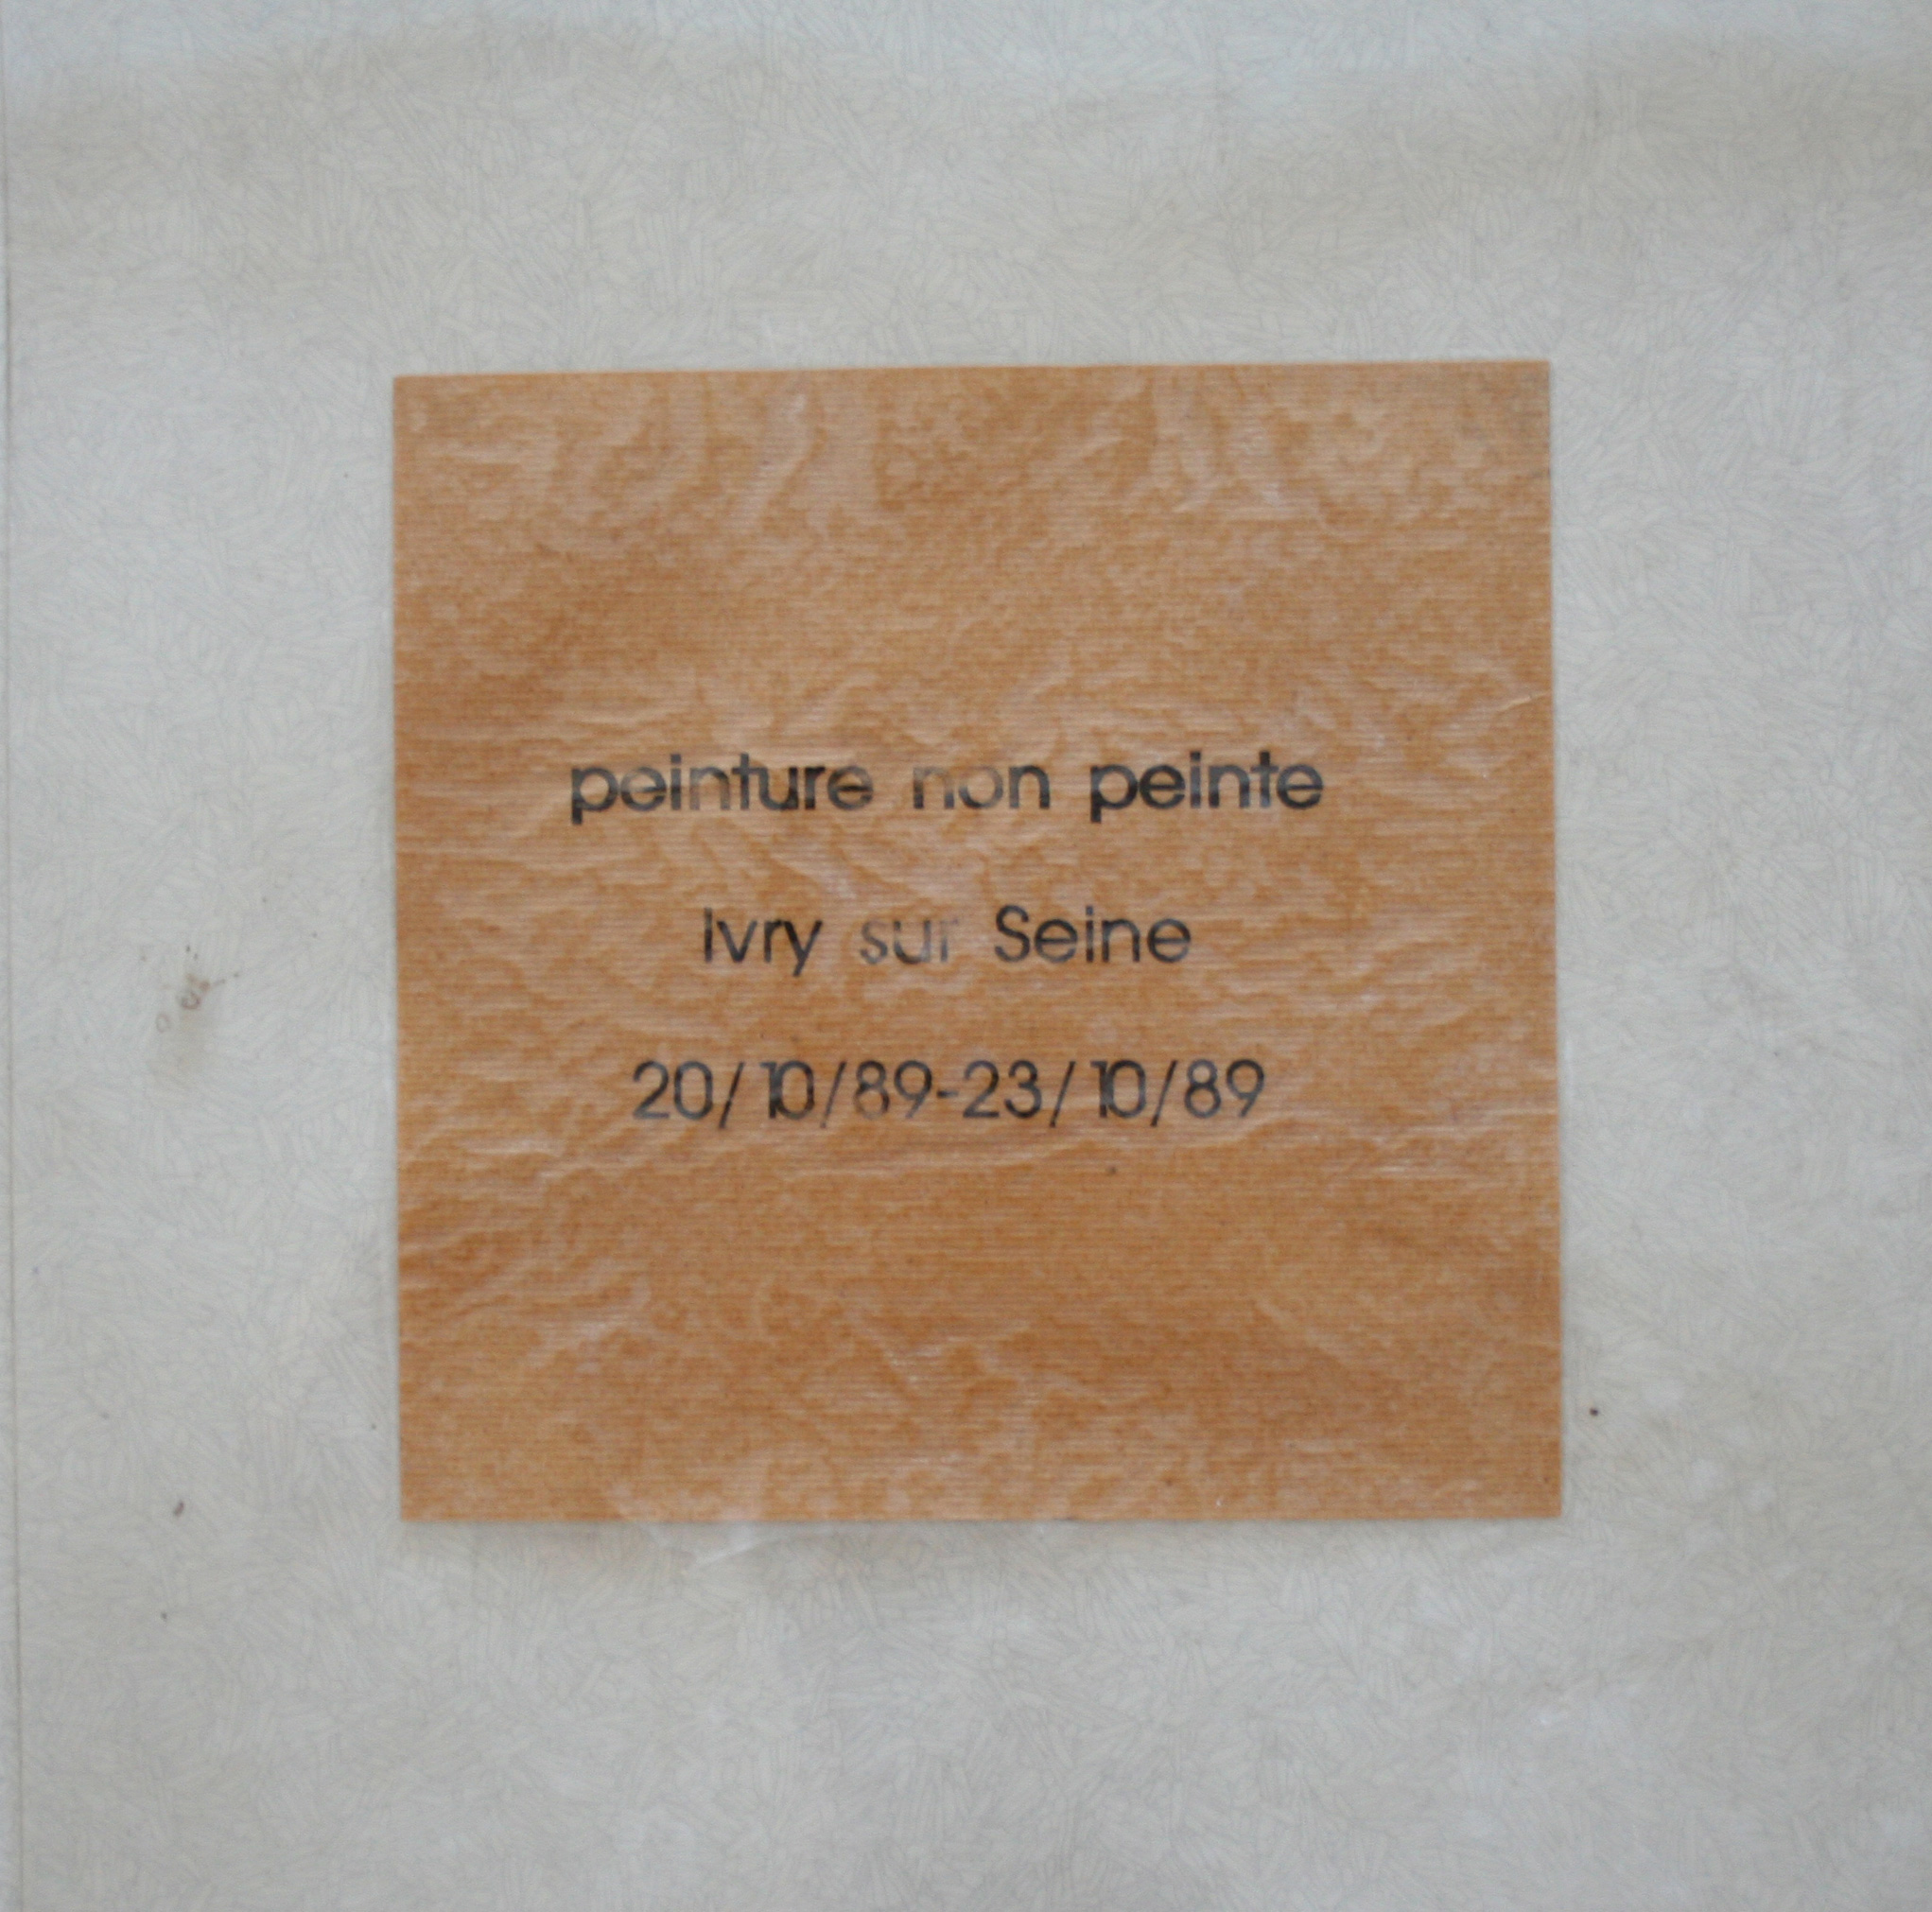 peinture non peinte
Ivry sur Seine
20/10/89-23/10/89